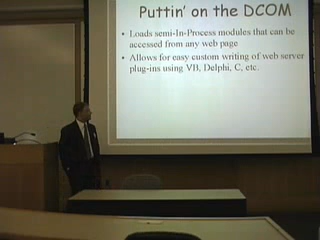 Puttin' on the DCOM
• Loads semi-In-Process modules that can be
accessed from any web page
• Allows for easy custom writing of web server
plug-ins using VB, Delphi, C, etc.